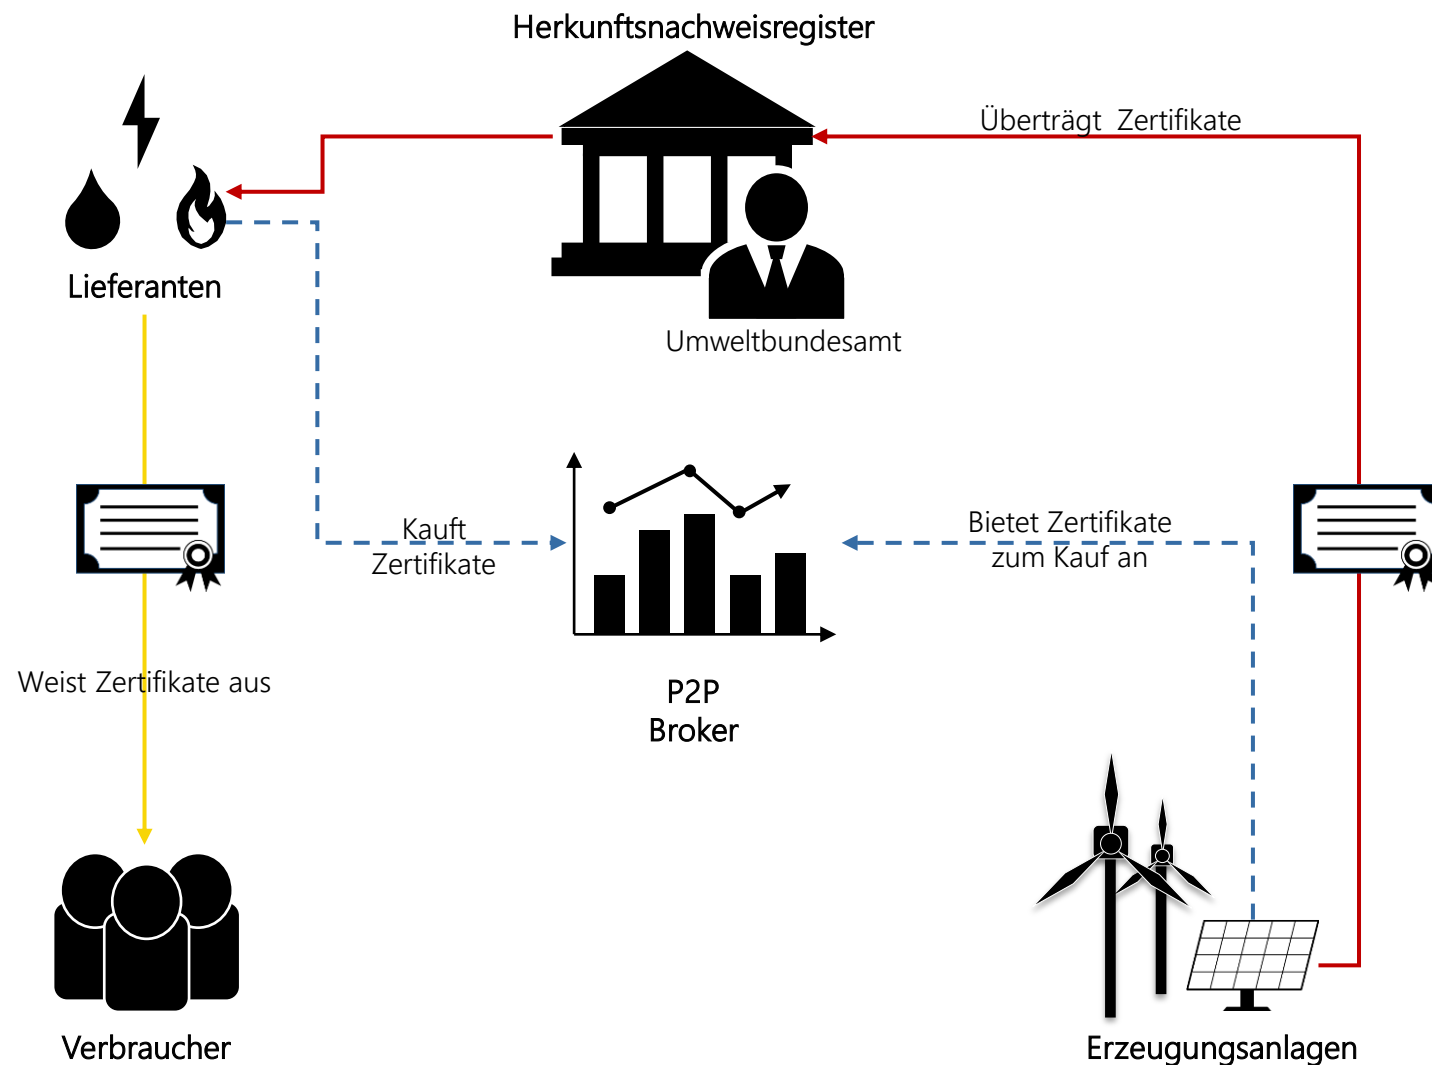 Herkunftsnachweisregister
Überträgt Zertifikate
Lieferanten
Umweltbundesamt
Kauft
Zertifikate
Bietet Zertifikate
zum Kauf an
Weist Zertifikate aus
P2P
Broker
Verbraucher
Erzeugungsanlagen